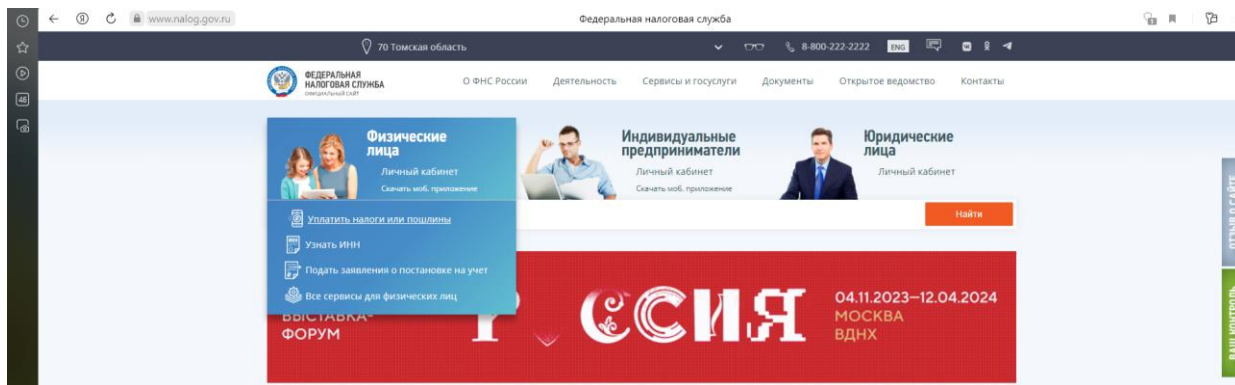 www.nalog.gov.ru
Федеральная налоговая служба
70 Томская область
8-800-222-2222
ENG
ФЕДЕРАЛЬНАЯ
НАЛОГОВАЯ СЛУЖБА
ОФИЦИАЛЬНЫЙ САЙТ
О ФНС России
Деятельность
Сервисы и госуслуги
Документы
Открытое ведомство
Контакты
Физические
лица
Личный кабинет
Скачать моб. приложение
Индивидуальные
предприниматели
Личный кабинет
Скачать моб. приложение
Юридические
лица
Личный кабинет
Уплатить налоги или пошлины
Узнать ИНН
Подать заявления о постановке на учет
Все сервисы для физических лиц
Найти
ВЫСТАВКА-
ФОРУМ
Р ССИЯ
04.11.2023—12.04.2024
МОСКВА
ВДНХ
ОТЗЫВ О САЙТЕ
ВАШ КОНТРОЛЬ
46